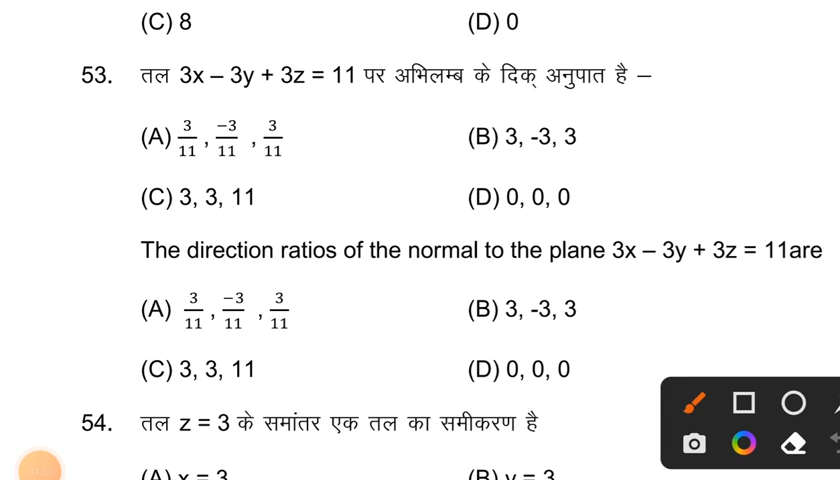 (C) 8 (D) 0
53. तल 3x – 3y + 3z = 11 पर अभिलम्ब के दिक् अनुपात है –
(A) 3/11 , −3/11 , 3/11 (B) 3, -3, 3
(C) 3, 3, 11 (D) 0, 0, 0
The direction ratios of the normal to the plane 3x – 3y + 3z = 11are
(A) 3/11 , −3/11 , 3/11 (B) 3, -3, 3
(C) 3, 3, 11 (D) 0, 0, 0
54. तल z = 3 के समांतर एक तल का समीकरण है
(A) x = 3 (B) y = 3